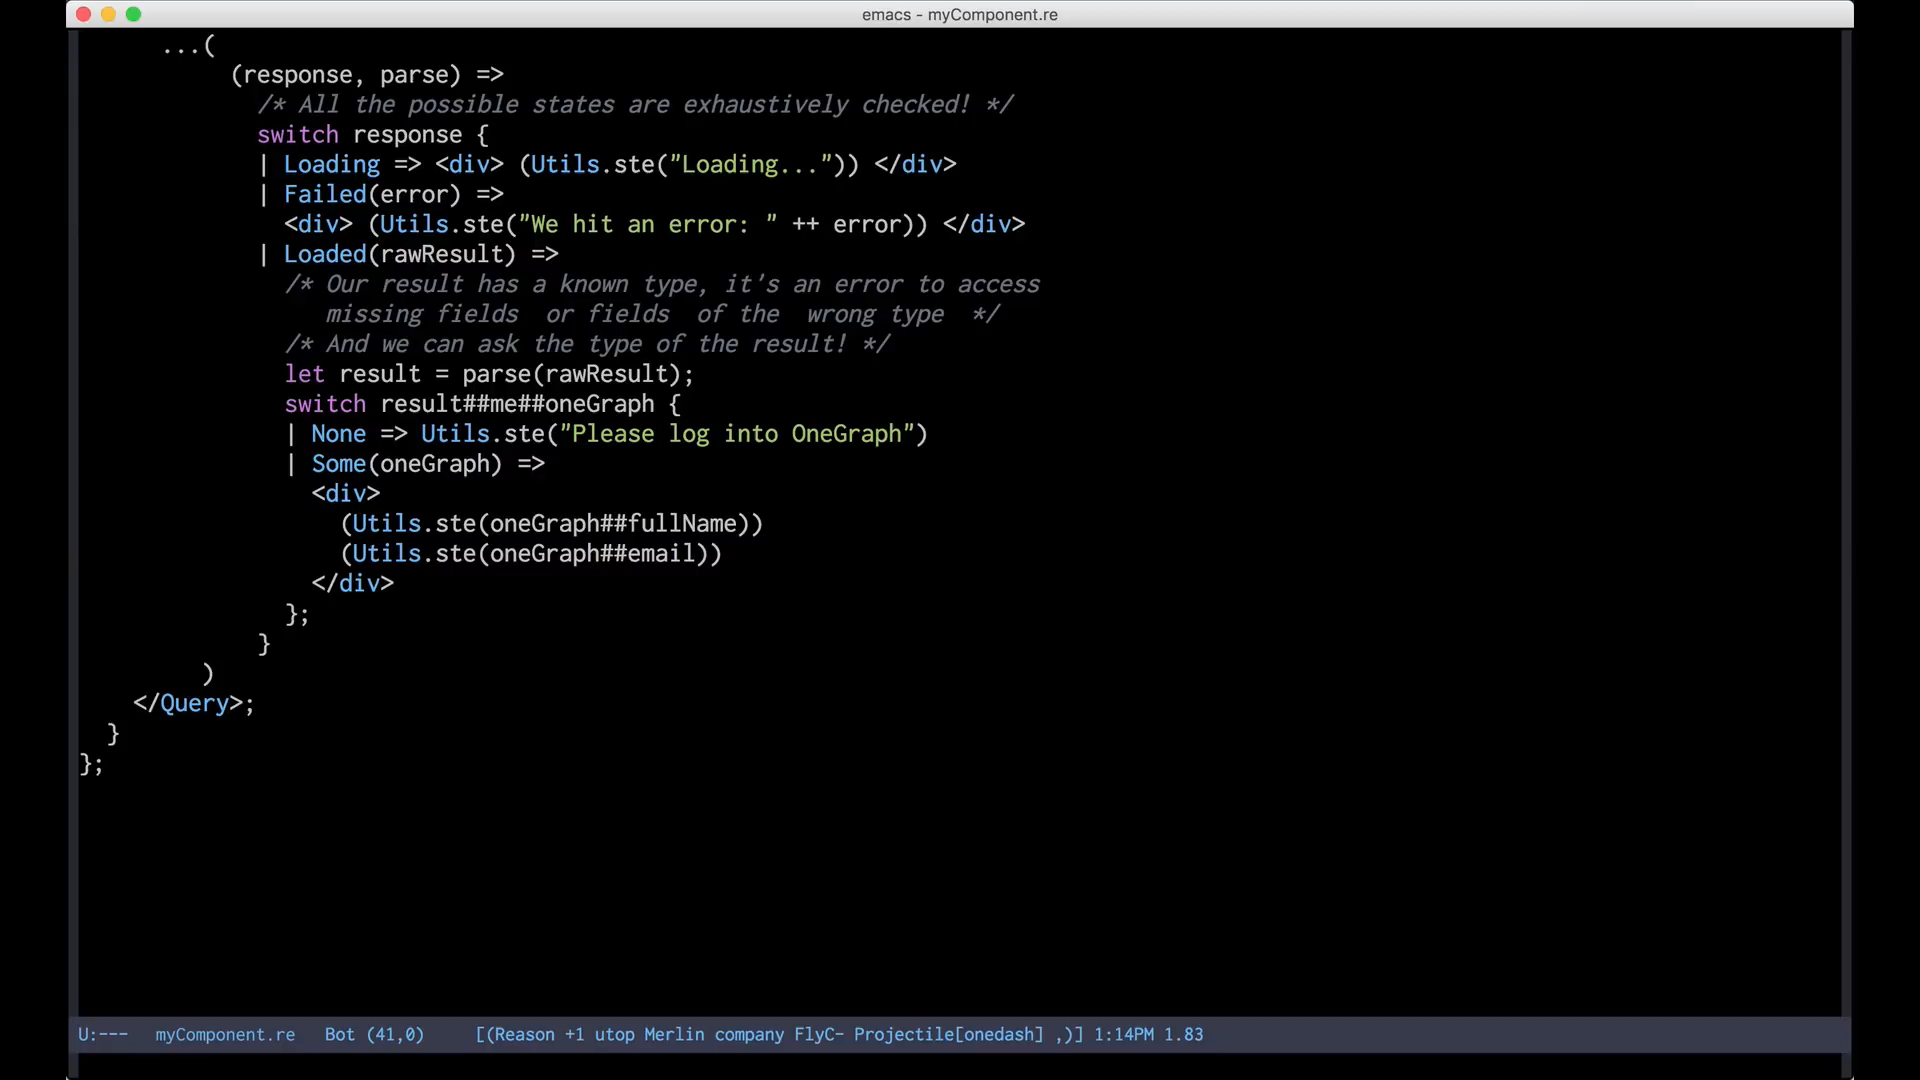 emacs - myComponent.re
...(
(response, parse) =>
/* All the possible states are exhaustively checked! */
switch response {
| Loading => <div> (Utils.ste("Loading...")) </div>
| Failed(error) =>
<div> (Utils.ste("We hit an error: " ++ error)) </div>
| Loaded(rawResult) =>
/* Our result has a known type, it's an error to access
missing fields  or fields  of the  wrong type  */
/* And we can ask the type of the result! */
let result = parse(rawResult);
switch result##me##oneGraph {
| None => Utils.ste("Please log into OneGraph")
| Some(oneGraph) =>
<div>
(Utils.ste(oneGraph##fullName))
(Utils.ste(oneGraph##email))
</div>
};
}
)
</Query>;
}
};
U:---  myComponent.re  Bot (41,0)  [(Reason +1 utop Merlin company FlyC- Projectile[onedash] ,)] 1:14PM 1.83